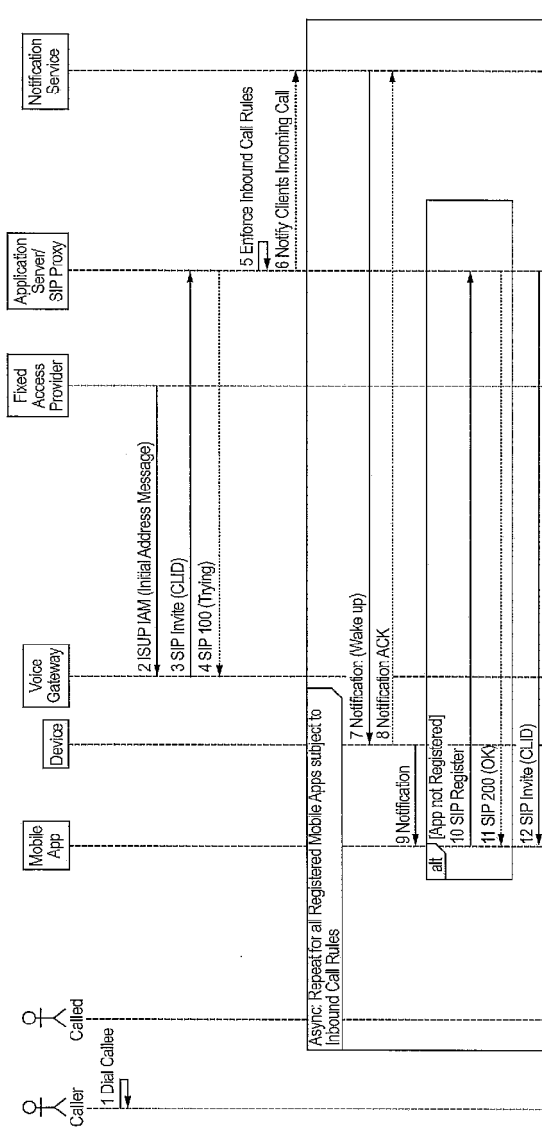 Caller
Called
Mobile
App
Device
Voice
Gateway
Fixed
Access
Provider
Application
Server/
SIP Proxy
Notification
Service
1 Dial Callee
2 ISUP IAM (Initial Address Message)
3 SIP Invite (CLID)
4 SIP 100 (Trying)
5 Enforce Inbound Call Rules
6 Notify Clients Incoming Call
Async: Repeat for all Registered Mobile Apps subject to
Inbound Call Rules
7 Notification (Wake up)
8 Notification ACK
9 Notification
alt
[App not Registered]
10 SIP Register
11 SIP 200 (OK)
12 SIP Invite (CLID)